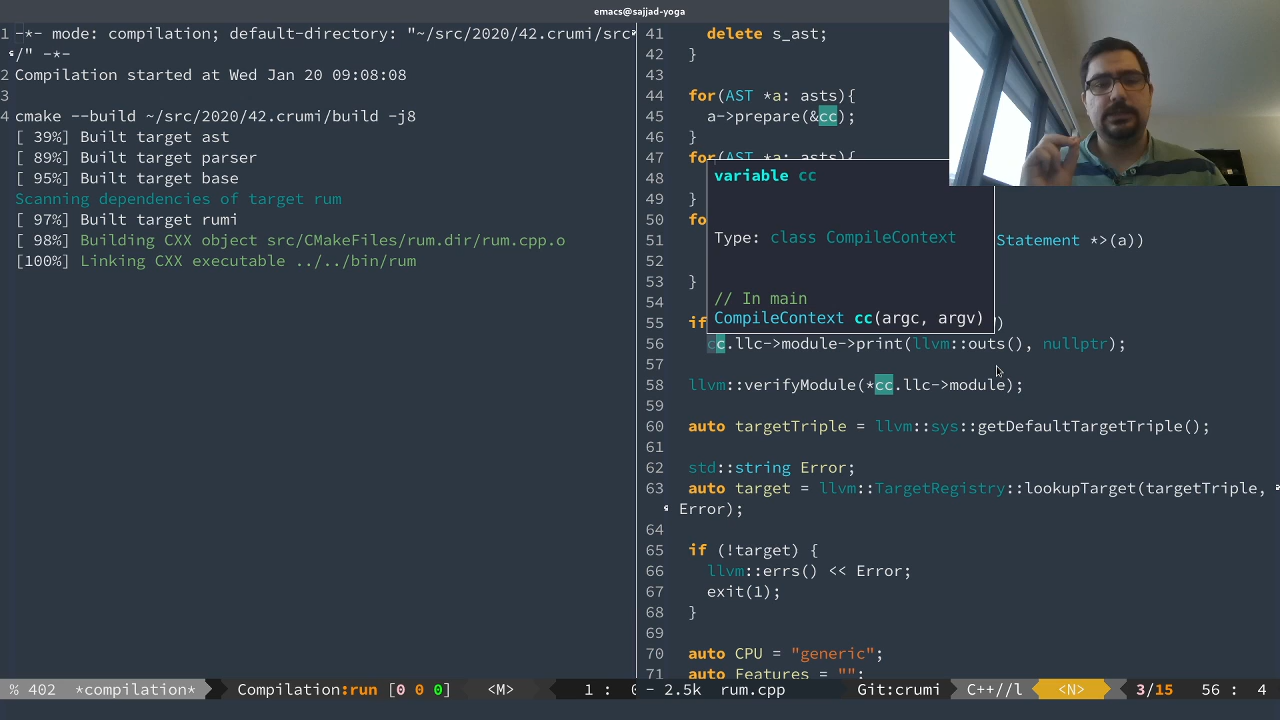 emacs@sajjad-yoga
1 -*- mode: compilation; default-directory: "~/src/2020/42.crumi/src
/" -*-
2 Compilation started at Wed Jan 20 09:08:08
3
4 cmake --build ~/src/2020/42.crumi/build -j8
[ 39%] Built target ast
[ 89%] Built target parser
[ 95%] Built target base
Scanning dependencies of target rum
[ 97%] Built target rumi
[ 98%] Building CXX object src/CMakeFiles/rum.dir/rum.cpp.o
[100%] Linking CXX executable ../../bin/rum
% 402 *compilation* Compilation:run [0 0 0] <M> 1 :
41 delete s_ast;
42 }
43
44 for(AST *a: asts){
45 a->prepare(&cc);
46 }
47 for(AST *a: asts){
48
49 }
50 fo
51 Statement *>(a))
52
53 }
54
55 if )
variable cc
Type: class CompileContext
// In main
CompileContext cc(argc, argv)
56 cc.llc->module->print(llvm::outs(), nullptr);
57
58 llvm::verifyModule(*cc.llc->module);
59
60 auto targetTriple = llvm::sys::getDefaultTargetTriple();
61
62 std::string Error;
63 auto target = llvm::TargetRegistry::lookupTarget(targetTriple,
Error);
64
65 if (!target) {
66 llvm::errs() << Error;
67 exit(1);
68 }
69
70 auto CPU = "generic";
71 auto Features = "";
- 2.5k rum.cpp Git:crumi C++//l <N> 3/15 56 : 4